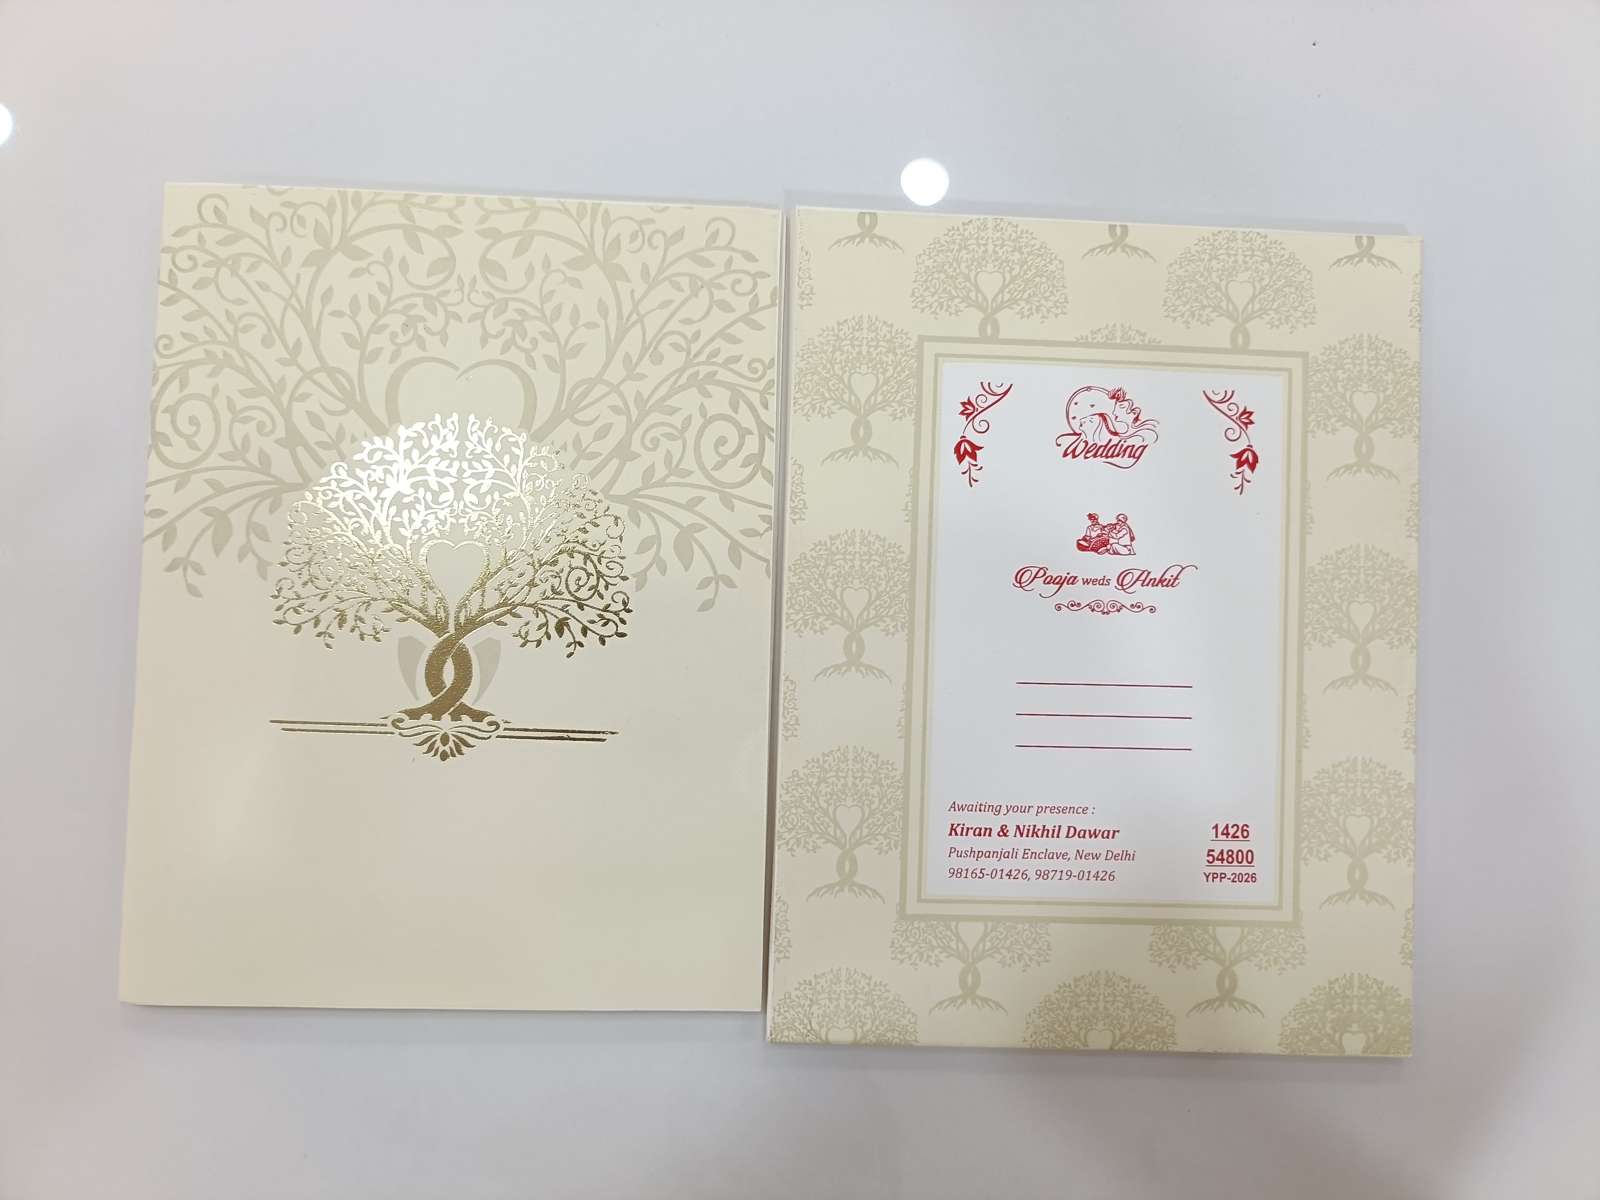 Wedding
Pooja weds Ankit
Awaiting your presence :
Kiran & Nikhil Dawar
Pushpanjali Enclave, New Delhi
98165-01426, 98719-01426
1426
54800
YPP-2026